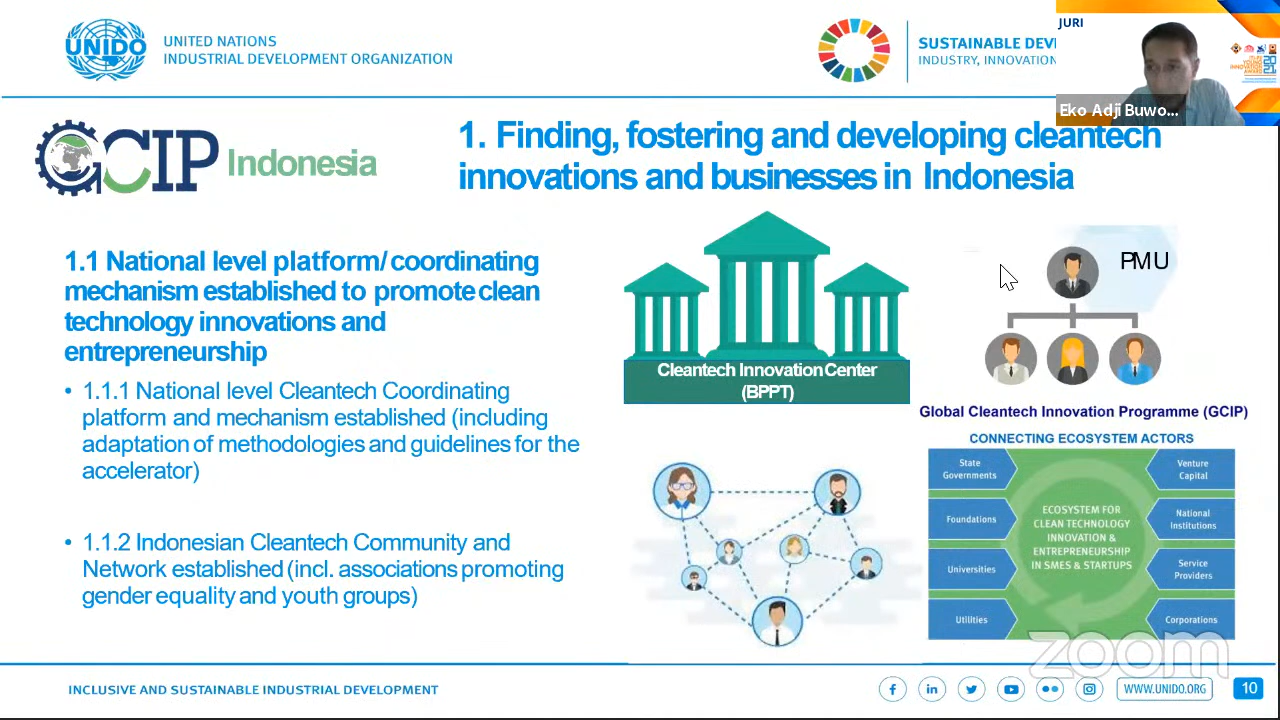 UNIDO
UNITED NATIONS
INDUSTRIAL DEVELOPMENT ORGANIZATION
SUSTAINABLE DEV
INDUSTRY, INNOVATION
JURI
2021
Eko Adji Buwo...
GCIP Indonesia
1. Finding, fostering and developing cleantech
innovations and businesses in Indonesia
1.1 National level platform/coordinating
mechanism established to promote clean
technology innovations and
entrepreneurship
• 1.1.1 National level Cleantech Coordinating
platform and mechanism established (including
adaptation of methodologies and guidelines for the
accelerator)
• 1.1.2 Indonesian Cleantech Community and
Network established (incl. associations promoting
gender equality and youth groups)
Cleantech Innovation Center
(BPPT)
PMU
Global Cleantech Innovation Programme (GCIP)
CONNECTING ECOSYSTEM ACTORS
State
Governments
Foundations
Universities
Utilities
ECOSYSTEM FOR
CLEAN TECHNOLOGY
INNOVATION &
ENTREPRENEURSHIP
IN SMES & STARTUPS
Venture
Capital
National
Institutions
Service
Providers
Corporations
zoom
INCLUSIVE AND SUSTAINABLE INDUSTRIAL DEVELOPMENT
WWW.UNIDO.ORG
10